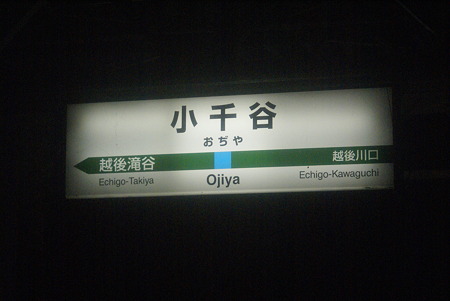 小千谷
おぢや
越後滝谷
Echigo-Takiya
Ojiya
越後川口
Echigo-Kawaguchi